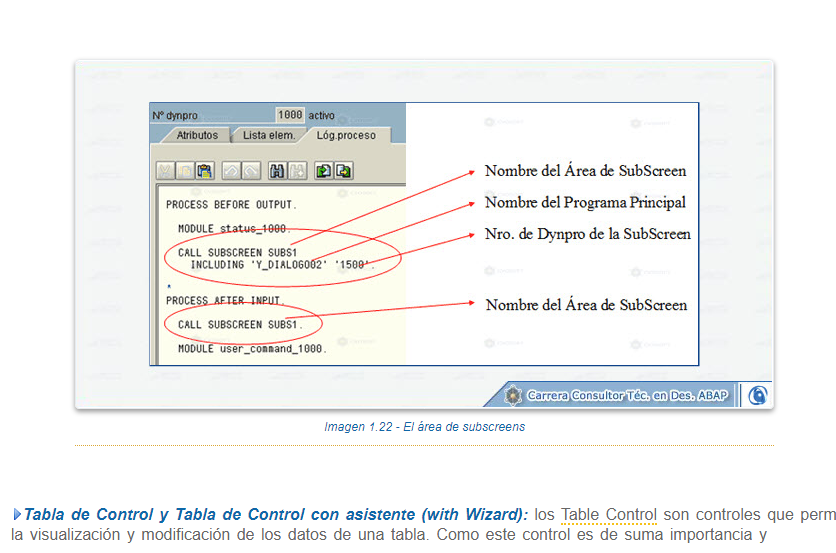 Nº dynpro 1000 activo
Atributos Lista elem. Lóg.proceso
PROCESS BEFORE OUTPUT.
MODULE status_1000.
CALL SUBSCREEN SUBS1
INCLUDING 'Y_DIALOGO02' '1500'.
PROCESS AFTER INPUT.
CALL SUBSCREEN SUBS1.
MODULE user_command_1000.
Nombre del Área de SubScreen
Nombre del Programa Principal
Nro. de Dynpro de la SubScreen
Nombre del Área de SubScreen
Carrera Consultor Téc. en Des. ABAP
Imagen 1.22 - El área de subscreens
Tabla de Control y Tabla de Control con asistente (with Wizard): los Table Control son controles que perm
la visualización y modificación de los datos de una tabla. Como este control es de suma importancia y